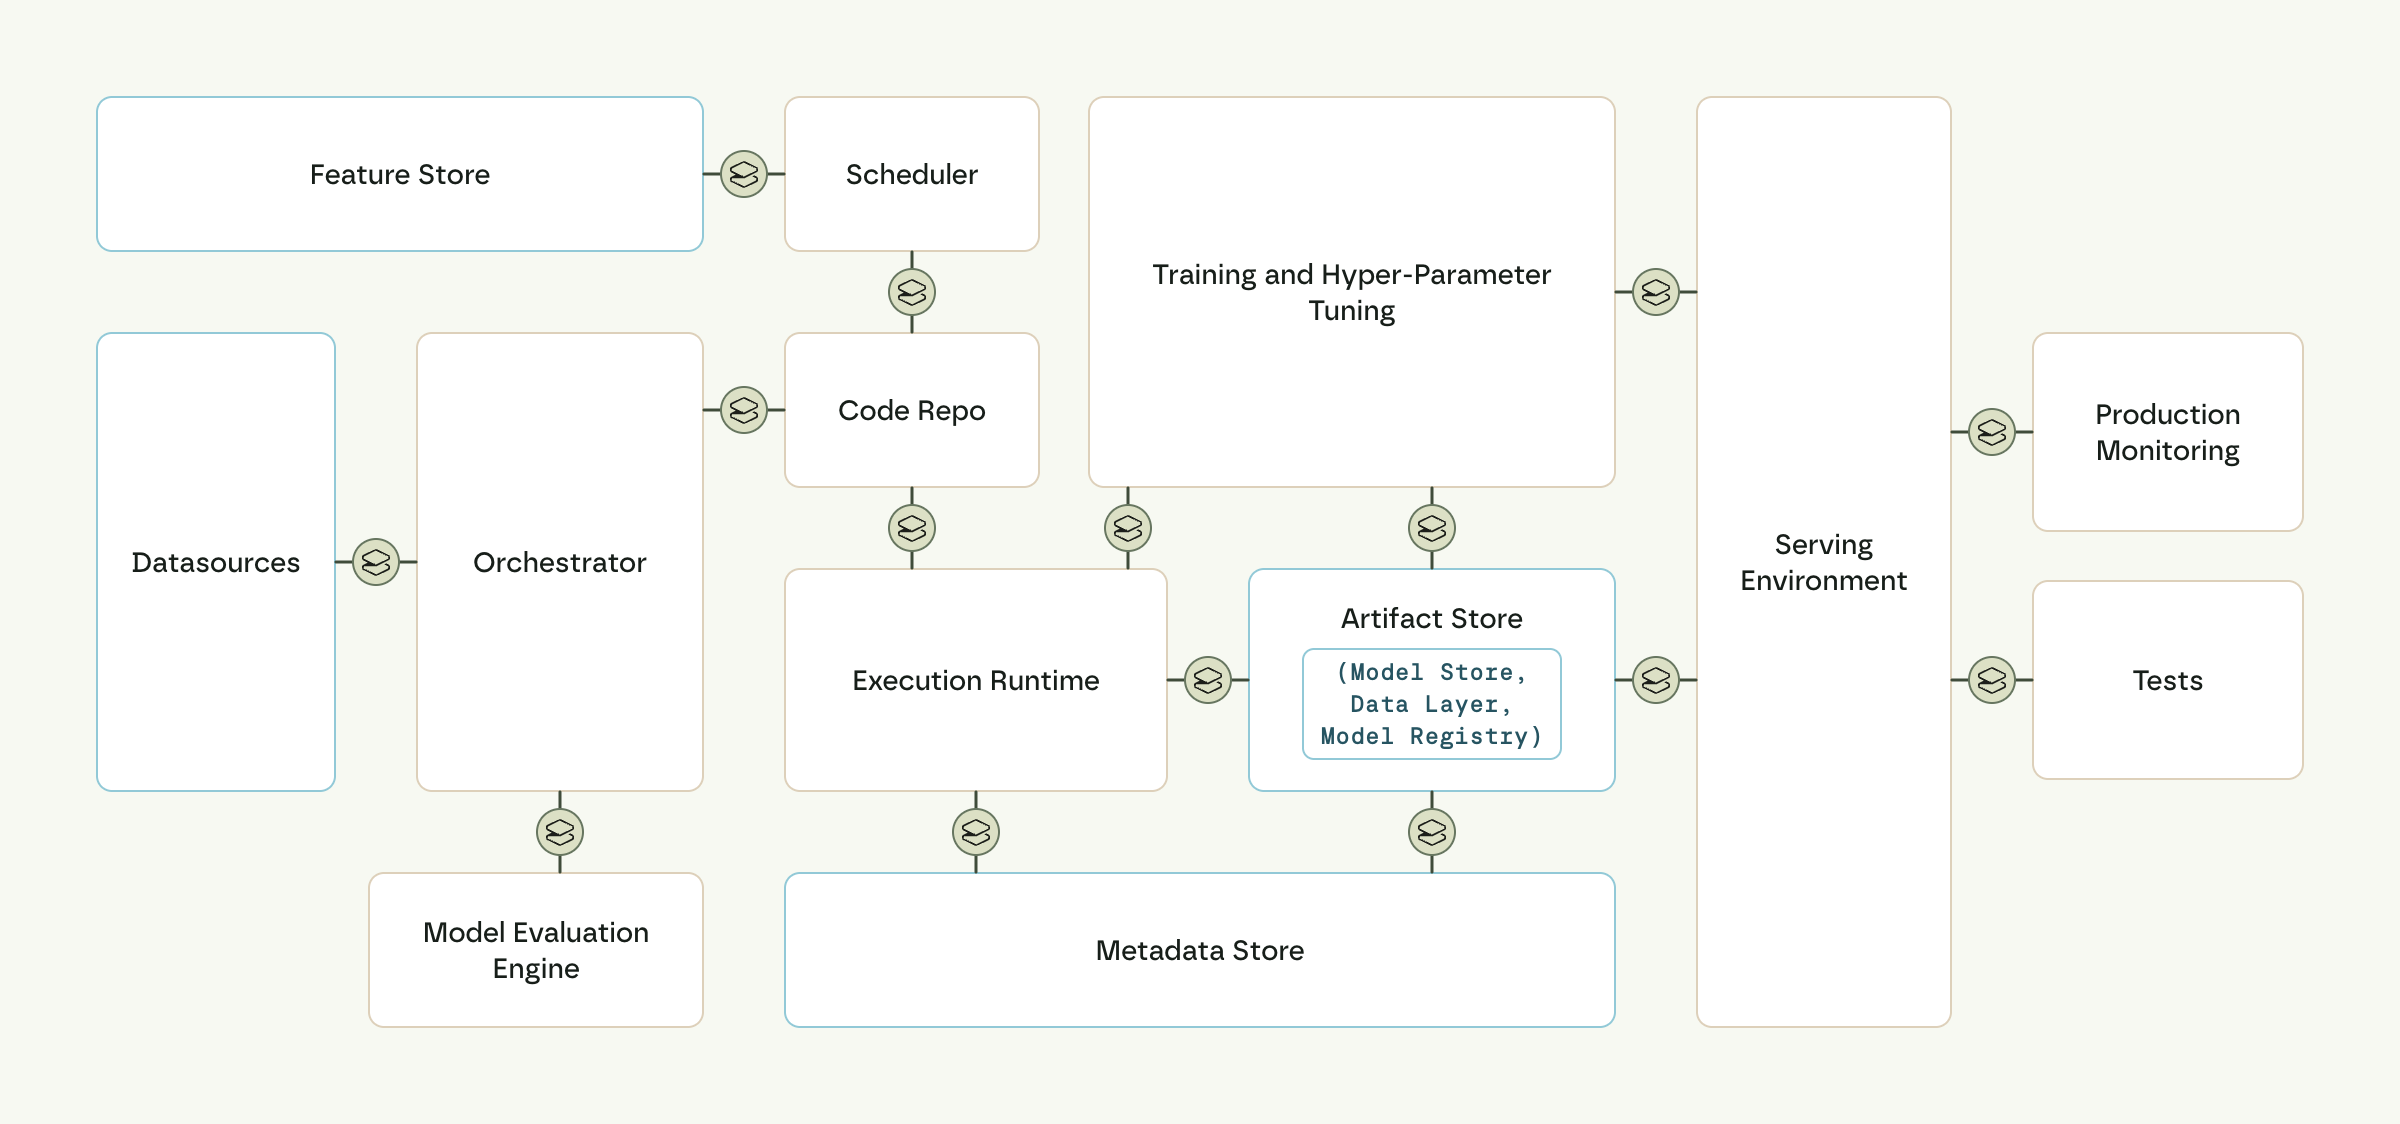 Feature Store
Scheduler
Training and Hyper-Parameter
Tuning
Code Repo
Production
Monitoring
Datasources
Orchestrator
Serving
Environment
Execution Runtime
Artifact Store
(Model Store,
Data Layer,
Model Registry)
Tests
Model Evaluation
Engine
Metadata Store